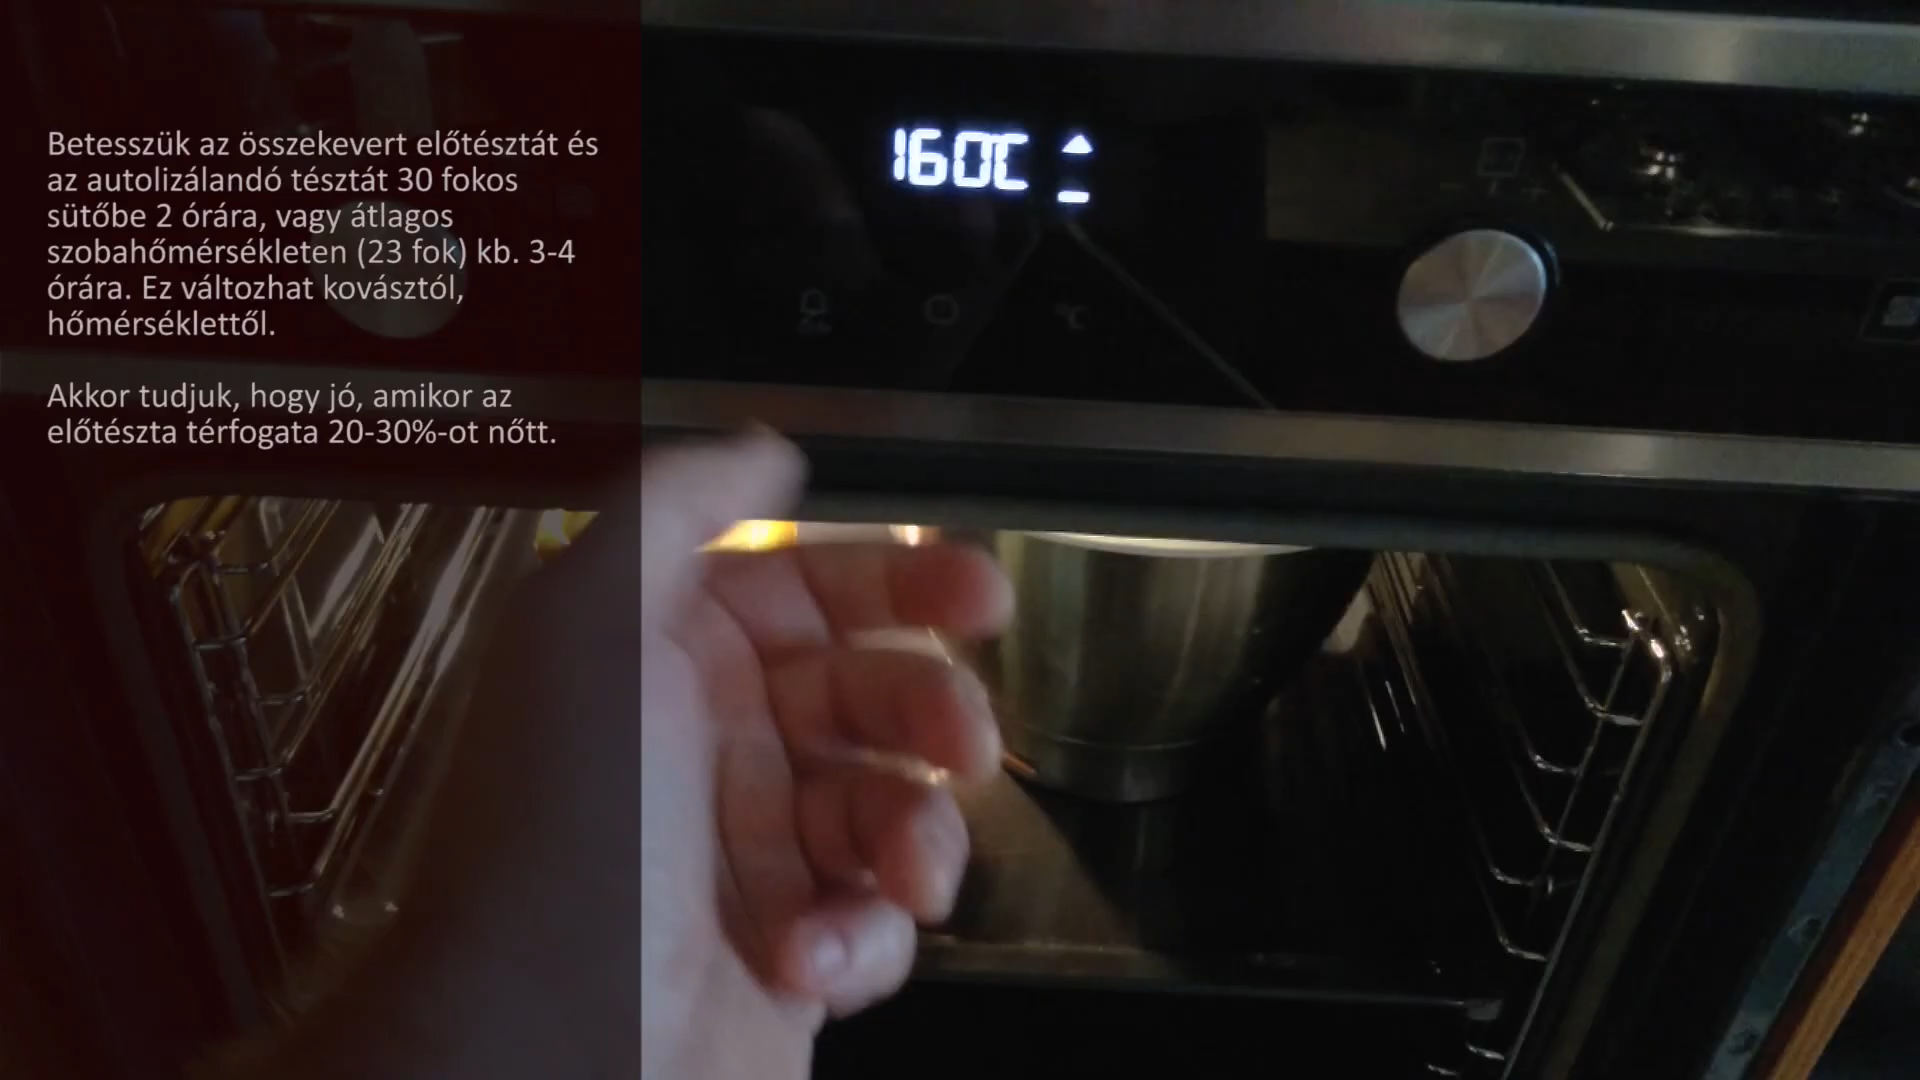 Betesszük az összekevert előtésztát és
az autolizálandó tésztát 30 fokos
sütőbe 2 órára, vagy átlagos
szobahőmérsékleten (23 fok) kb. 3-4
órára. Ez változhat kovásztól,
hőmérséklettől.
Akkor tudjuk, hogy jó, amikor az
előtészta térfogata 20-30%-ot nőtt.
160C
°C